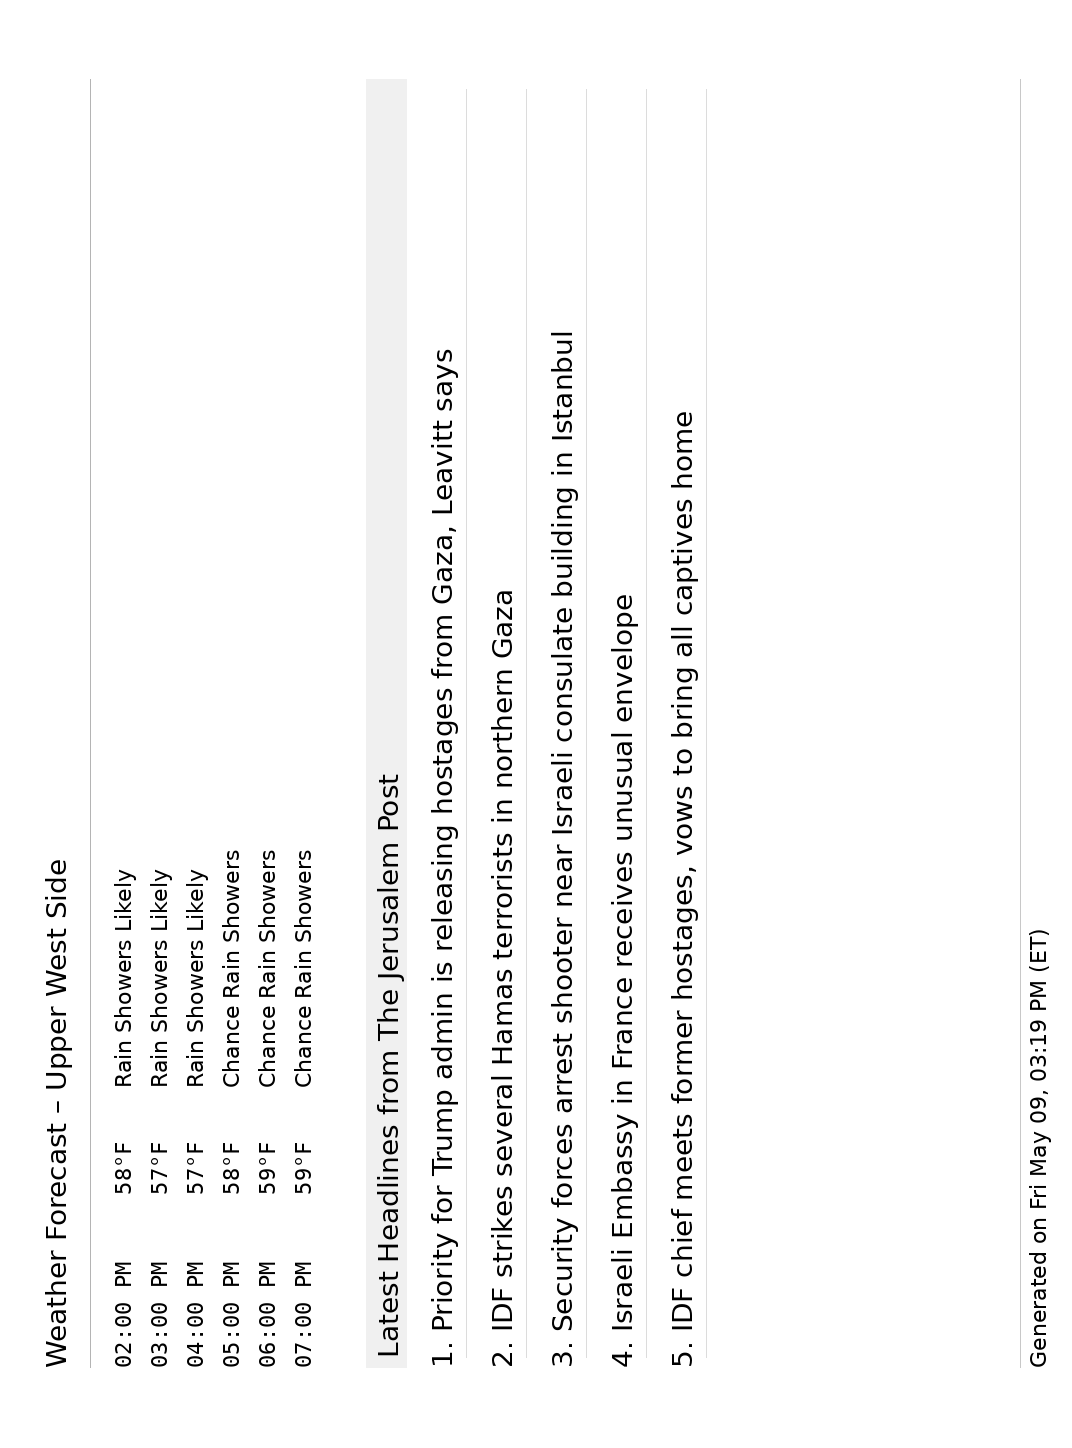 Weather Forecast – Upper West Side
02:00 PM 58°F Rain Showers Likely
03:00 PM 57°F Rain Showers Likely
04:00 PM 57°F Rain Showers Likely
05:00 PM 58°F Chance Rain Showers
06:00 PM 59°F Chance Rain Showers
07:00 PM 59°F Chance Rain Showers
Latest Headlines from The Jerusalem Post
1. Priority for Trump admin is releasing hostages from Gaza, Leavitt says
2. IDF strikes several Hamas terrorists in northern Gaza
3. Security forces arrest shooter near Israeli consulate building in Istanbul
4. Israeli Embassy in France receives unusual envelope
5. IDF chief meets former hostages, vows to bring all captives home
Generated on Fri May 09, 03:19 PM (ET)